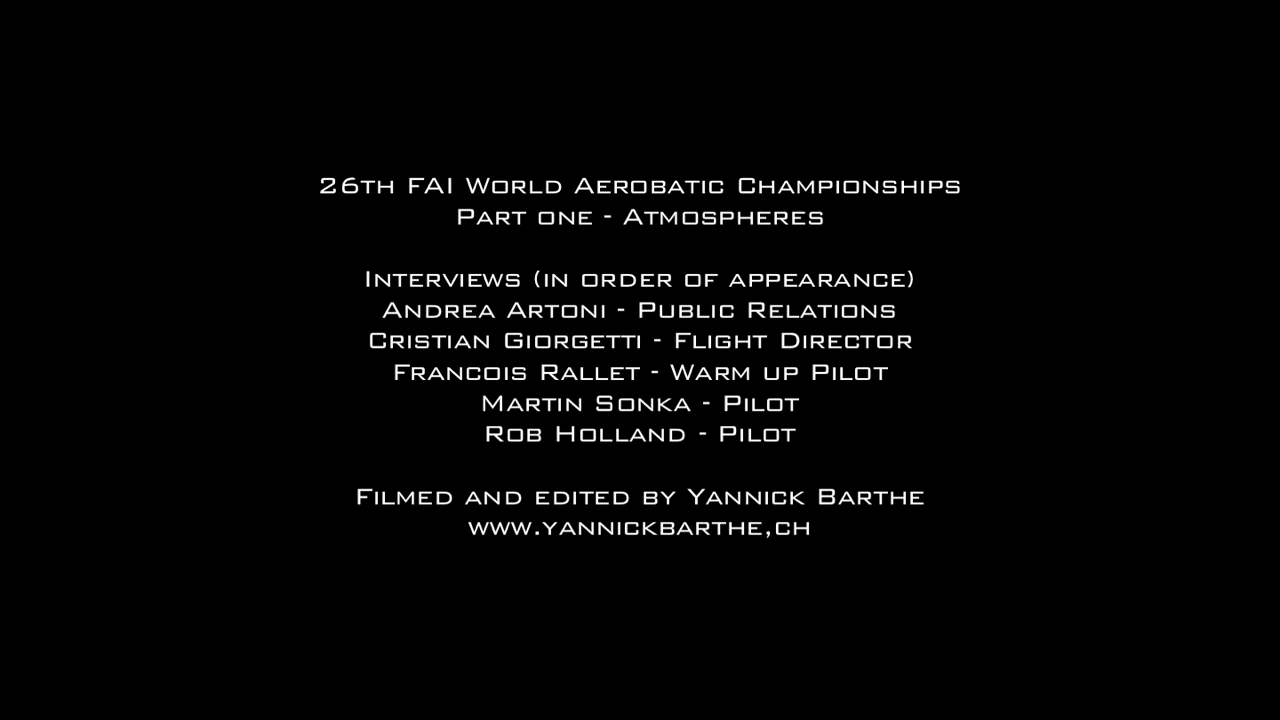 26th FAI World Aerobatic Championships
Part one - Atmospheres
Interviews (in order of appearance)
Andrea Artoni - Public Relations
Cristian Giorgetti - Flight Director
Francois Rallet - Warm up Pilot
Martin Sonka - Pilot
Rob Holland - Pilot
Filmed and edited by Yannick Barthe
www.yannickbarthe,ch